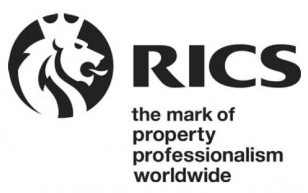 RICS
the mark of
property
professionalism
worldwide